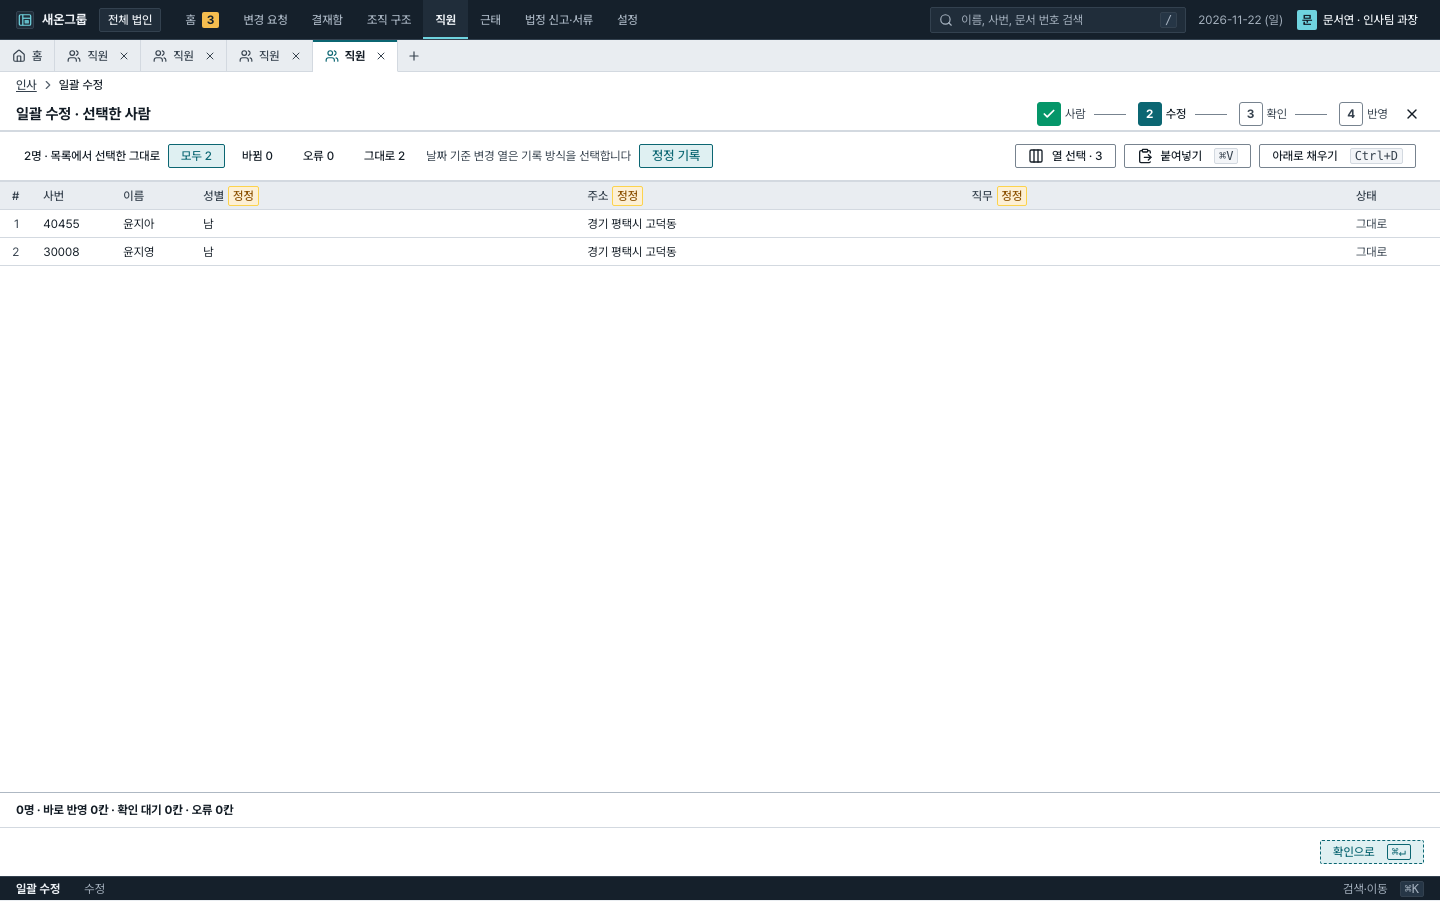 새온그룹 전체 법인 홈 3 변경 요청 결재함 조직 구조 직원 근태 법정 신고·서류 설정 이름, 사번, 문서 번호 검색 / 2026-11-22 (일) 문 문서연 · 인사팀 과장
홈 직원 직원 직원 직원
인사 일괄 수정
일괄 수정 · 선택한 사람 사람 2 수정 3 확인 4 반영
2명 · 목록에서 선택한 그대로 모두 2 바뀜 0 오류 0 그대로 2 날짜 기준 변경 열은 기록 방식을 선택합니다 정정 기록 열 선택 · 3 붙여넣기 ⌘V 아래로 채우기 Ctrl+D
# 사번 이름 성별 정정 주소 정정 직무 정정 상태
1 40455 윤지아 남 경기 평택시 고덕동 그대로
2 30008 윤지영 남 경기 평택시 고덕동 그대로
0명 · 바로 반영 0칸 · 확인 대기 0칸 · 오류 0칸
확인으로 ⌘↵
일괄 수정 수정 검색·이동 ⌘K